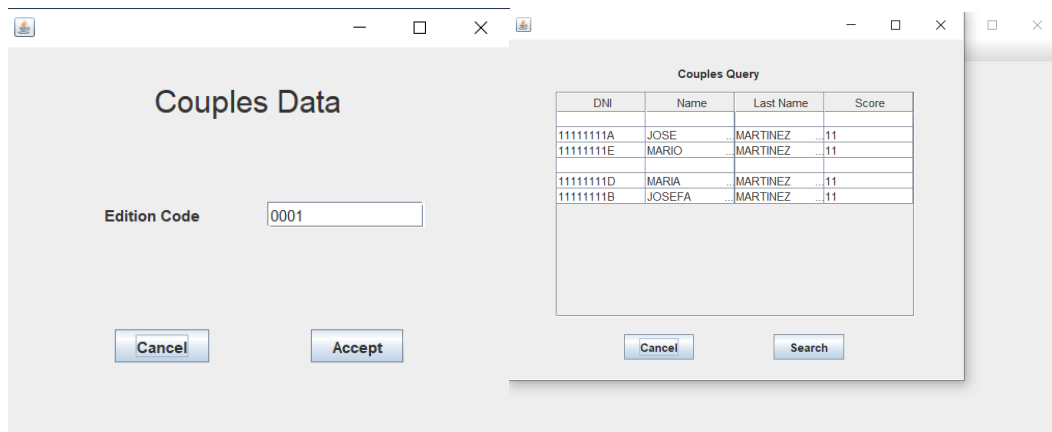 Couples Data
Edition Code 0001
Cancel Accept
Couples Query
DNI Name Last Name Score
11111111A JOSE ... MARTINEZ ... 11
11111111E MARIO ... MARTINEZ ... 11
11111111D MARIA ... MARTINEZ ... 11
11111111B JOSEFA ... MARTINEZ ... 11
Cancel Search